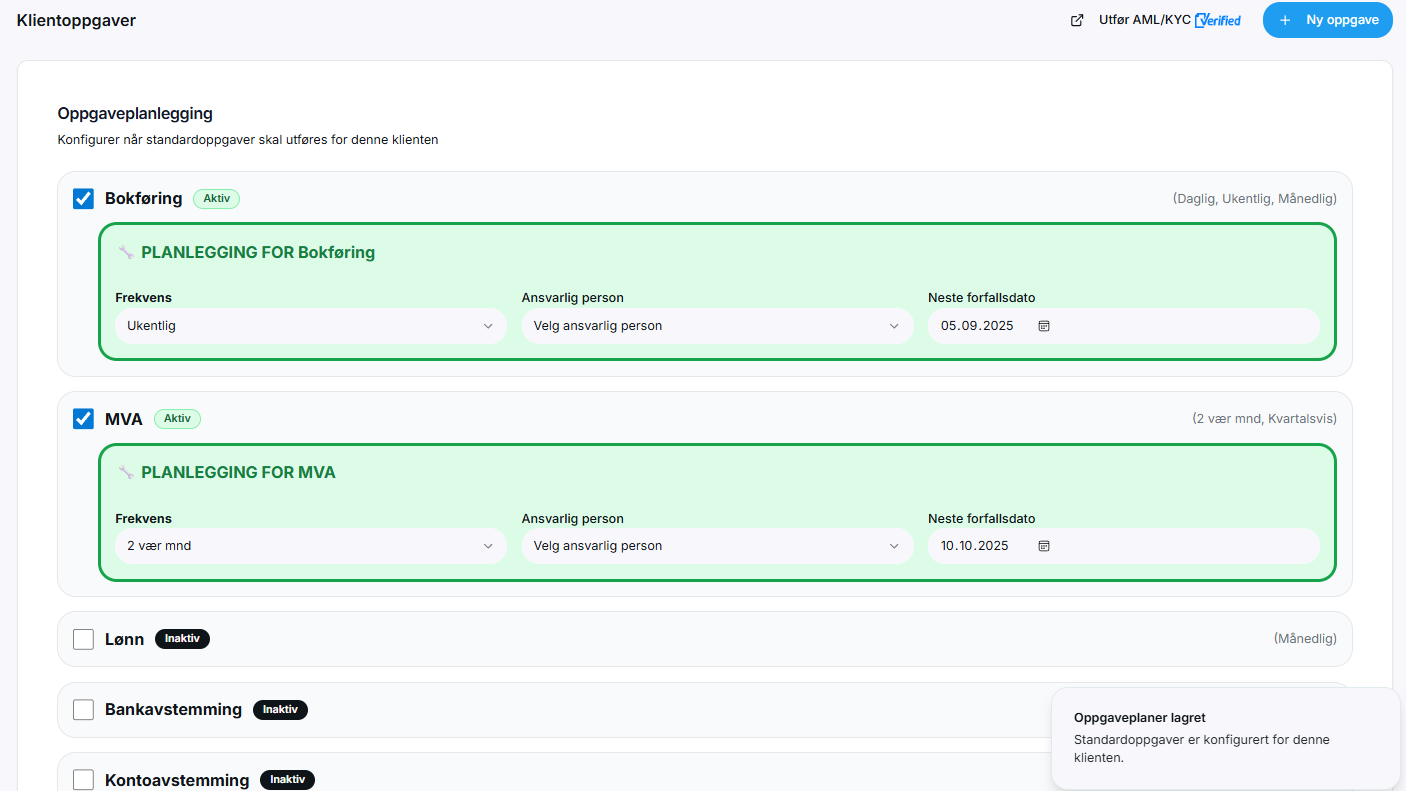 Klientoppgaver
Utfør AML/KYC Verified
+ Ny oppgave
Oppgaveplanlegging
Konfigurer når standardoppgaver skal utføres for denne klienten
Bokføring Aktiv (Daglig, Ukentlig, Månedlig)
PLANLEGGING FOR Bokføring
Frekvens Ansvarlig person Neste forfallsdato
Ukentlig Velg ansvarlig person 05.09.2025
MVA Aktiv (2 vær mnd, Kvartalsvis)
PLANLEGGING FOR MVA
Frekvens Ansvarlig person Neste forfallsdato
2 vær mnd Velg ansvarlig person 10.10.2025
Lønn Inaktiv (Månedlig)
Bankavstemming Inaktiv
Kontoavstemming Inaktiv
Oppgaveplaner lagret
Standardoppgaver er konfigurert for denne
klienten.